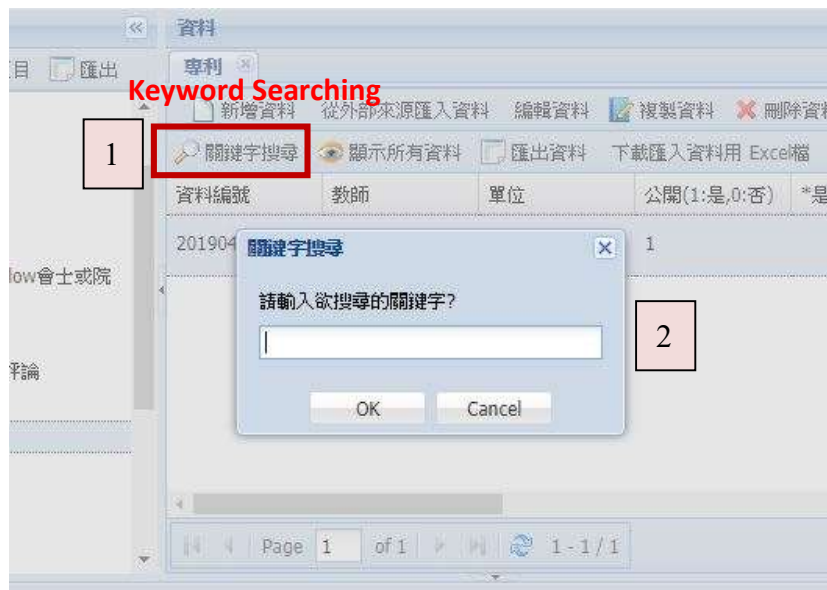 資料
目 匯出
專利
Keyword Searching
新增資料 從外部來源匯入資料 編輯資料 複製資料 刪除資料
1
關鍵字搜尋 顯示所有資料 匯出資料 下載匯入資料用 Excel檔
資料編號 教師 單位 公開(1:是,0:否) *是
201904 1
關鍵字搜尋
low會士或院
請輸入欲搜尋的關鍵字?
2
評論
OK Cancel
Page 1 of 1 1 - 1 / 1